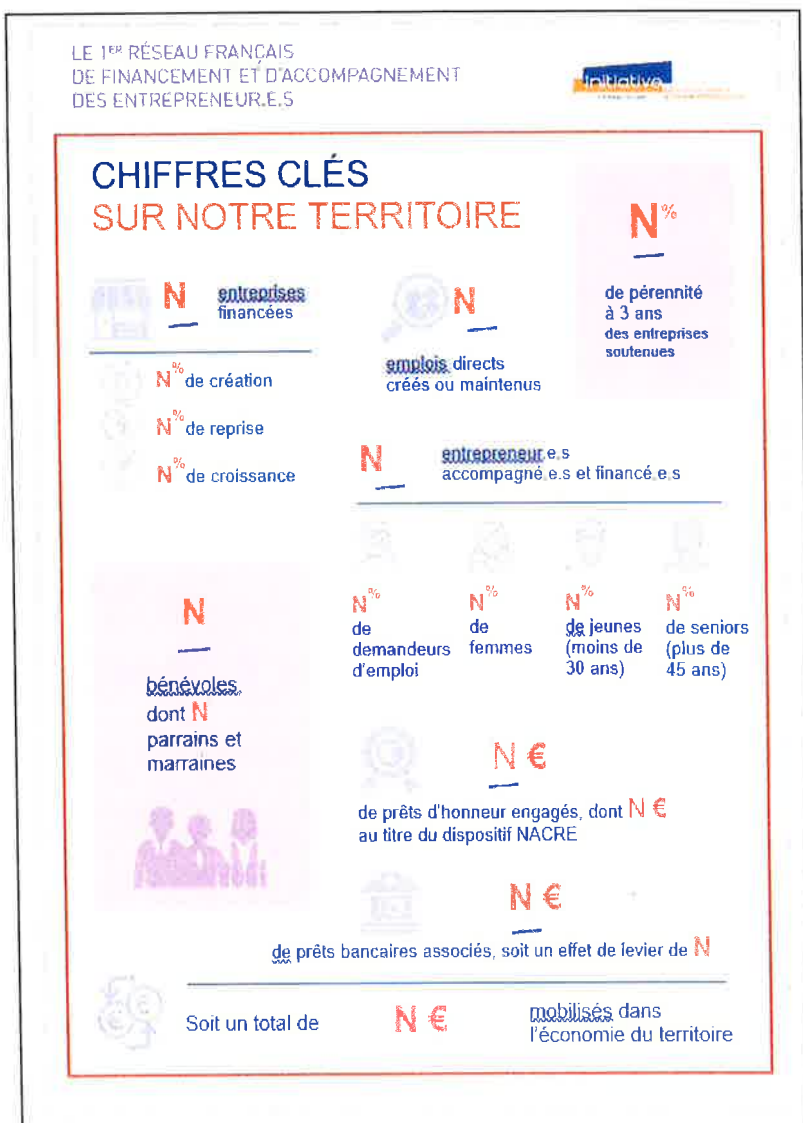 LE 1ER RÉSEAU FRANÇAIS
DE FINANCEMENT ET D'ACCOMPAGNEMENT
DES ENTREPRENEUR.E.S
Initiative
CHIFFRES CLÉS
SUR NOTRE TERRITOIRE
N%
de pérennité
à 3 ans
des entreprises
soutenues
N entreprises
financées
N% de création
N% de reprise
N% de croissance
N
emplois directs
créés ou maintenus
N entrepreneur.e.s
accompagné.e.s et financé.e.s
N%
de
demandeurs
d'emploi
N%
de
femmes
N%
de jeunes
(moins de
30 ans)
N%
de seniors
(plus de
45 ans)
N
bénévoles,
dont N
parrains et
marraines
N €
de prêts d'honneur engagés, dont N €
au titre du dispositif NACRE
N €
de prêts bancaires associés, soit un effet de levier de N
Soit un total de N € mobilisés dans
l'économie du territoire